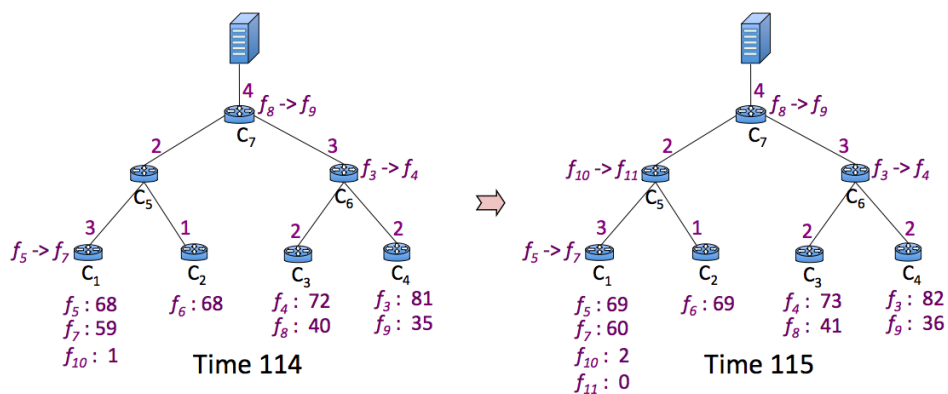 4
f8 -> f9
C7
2
3
f3 -> f4
C5
C6
3
1
2
2
f5 -> f7
C1
C2
C3
C4
f5 : 68
f7 : 59
f10 : 1
f6 : 68
f4 : 72
f8 : 40
f3 : 81
f9 : 35
Time 114
4
f8 -> f9
C7
2
3
f10 -> f11
f3 -> f4
C5
C6
3
1
2
2
f5 -> f7
C1
C2
C3
C4
f5 : 69
f7 : 60
f10 : 2
f11 : 0
f6 : 69
f4 : 73
f8 : 41
f3 : 82
f9 : 36
Time 115